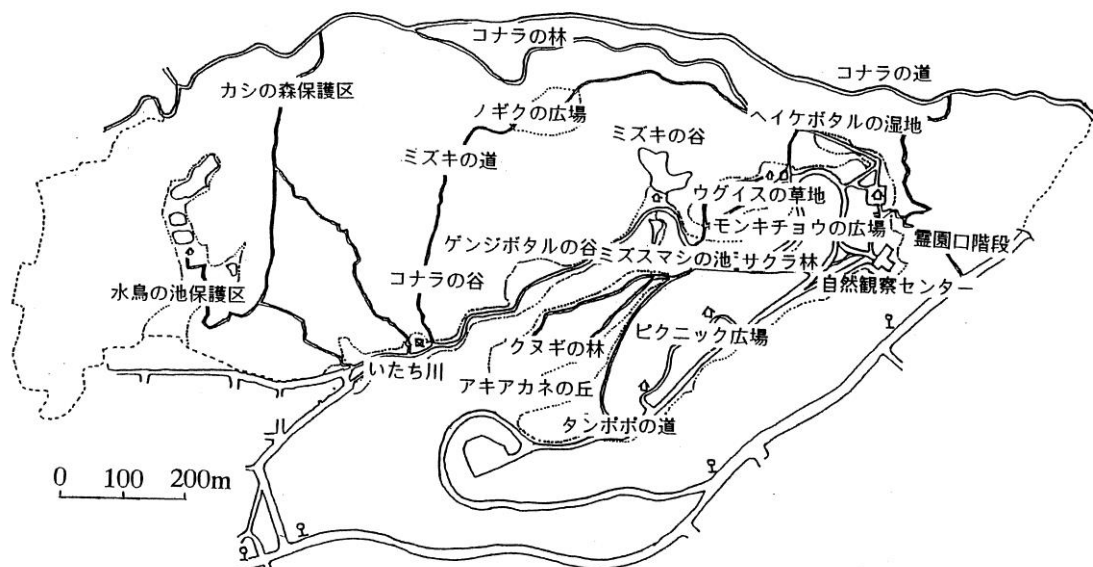 コナラの林
コナラの道
カシの森保護区
ノギクの広場
ヘイケボタルの湿地
ミズキの谷
ミズキの道
ウグイスの草地
モンキチョウの広場
霊園口階段
ゲンジボタルの谷
ミズスマシの池
サクラ林
コナラの谷
自然観察センター
水鳥の池保護区
ピクニック広場
クヌギの林
いたち川
アキアカネの丘
タンポポの道
0 100 200m